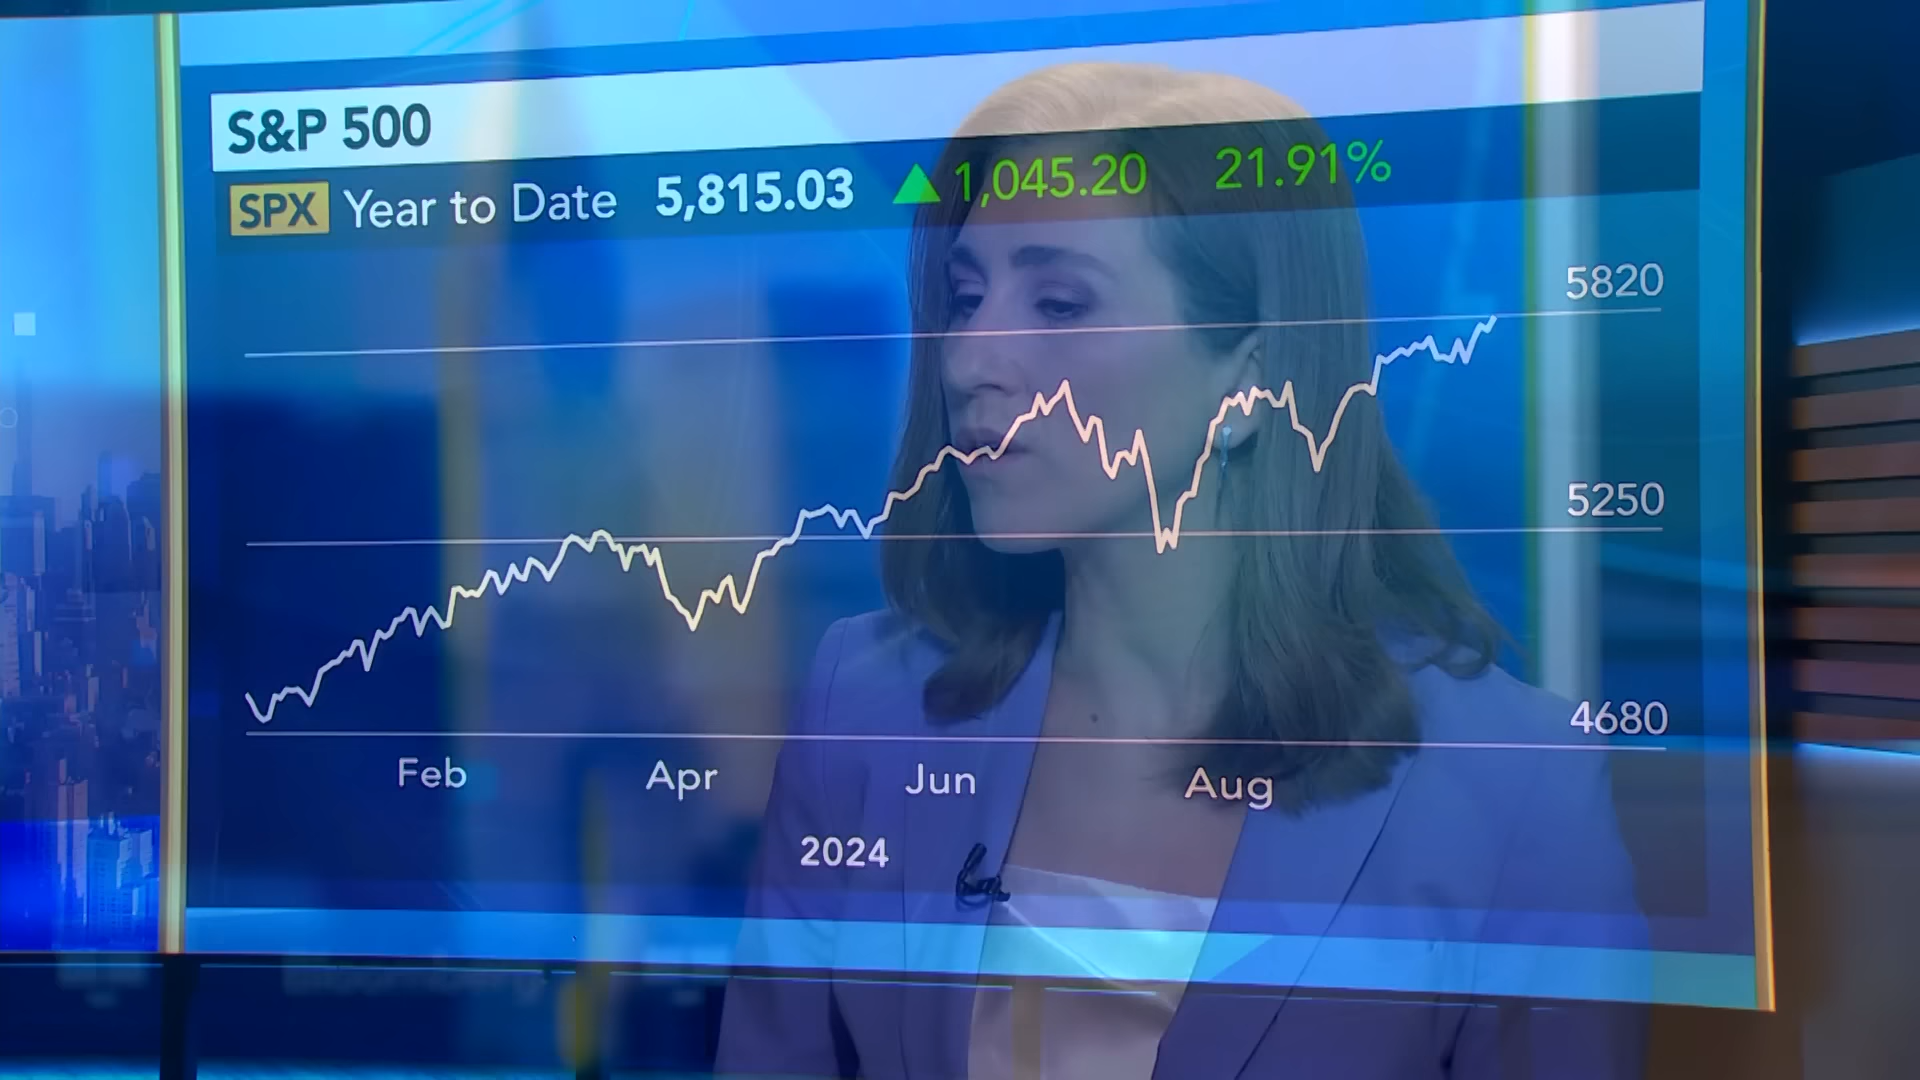 S&P 500
SPX Year to Date 5,815.03 ▲1,045.20 21.91%
5820
5250
4680
Feb Apr Jun Aug
2024